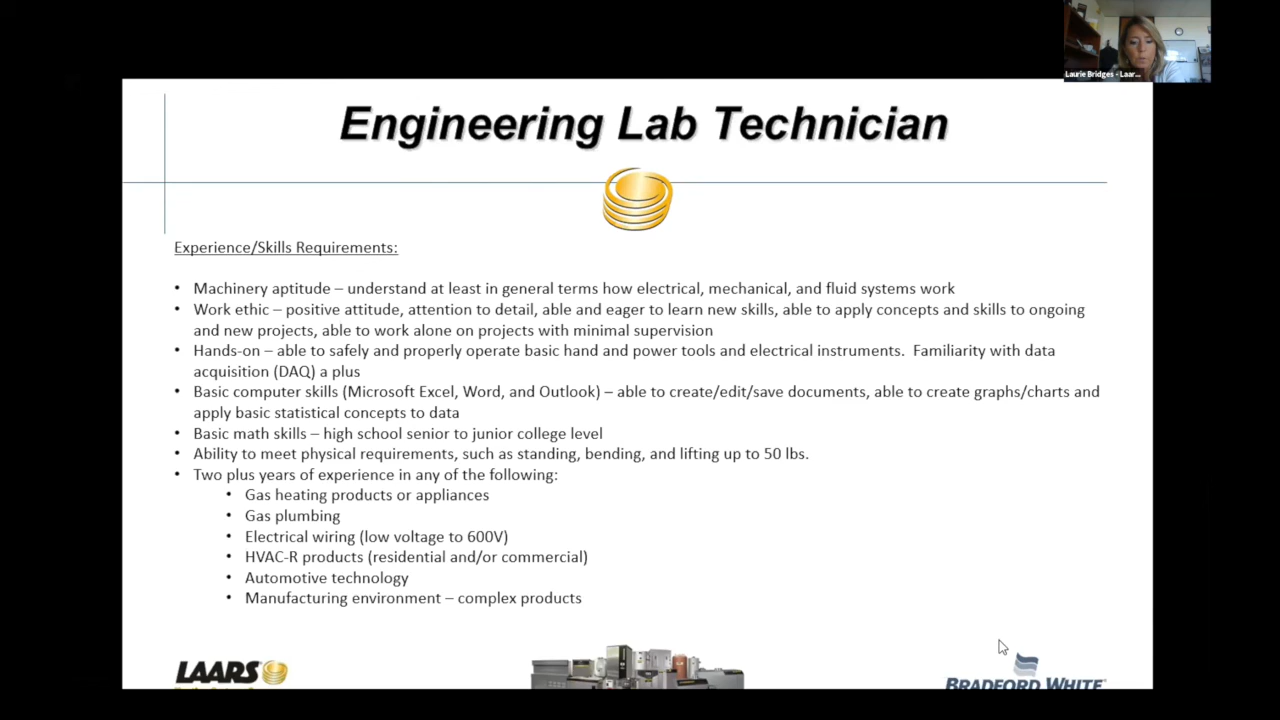 Laurie Bridges - Laar...
Engineering Lab Technician
Experience/Skills Requirements:
• Machinery aptitude – understand at least in general terms how electrical, mechanical, and fluid systems work
• Work ethic – positive attitude, attention to detail, able and eager to learn new skills, able to apply concepts and skills to ongoing
and new projects, able to work alone on projects with minimal supervision
• Hands-on – able to safely and properly operate basic hand and power tools and electrical instruments.  Familiarity with data
acquisition (DAQ) a plus
• Basic computer skills (Microsoft Excel, Word, and Outlook) – able to create/edit/save documents, able to create graphs/charts and
apply basic statistical concepts to data
• Basic math skills – high school senior to junior college level
• Ability to meet physical requirements, such as standing, bending, and lifting up to 50 lbs.
• Two plus years of experience in any of the following:
• Gas heating products or appliances
• Gas plumbing
• Electrical wiring (low voltage to 600V)
• HVAC-R products (residential and/or commercial)
• Automotive technology
• Manufacturing environment – complex products
LAARS
BRADFORD WHITE